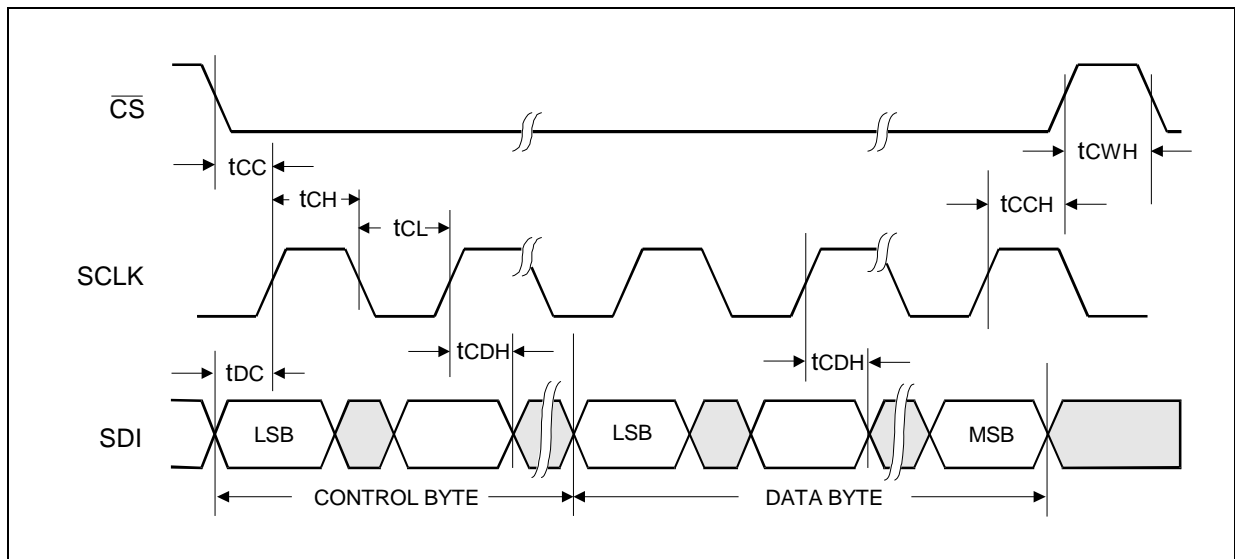 CS
tCC
tCWH
tCH
tCCH
tCL
SCLK
tCDH
tCDH
tDC
SDI
LSB
LSB
MSB
CONTROL BYTE
DATA BYTE